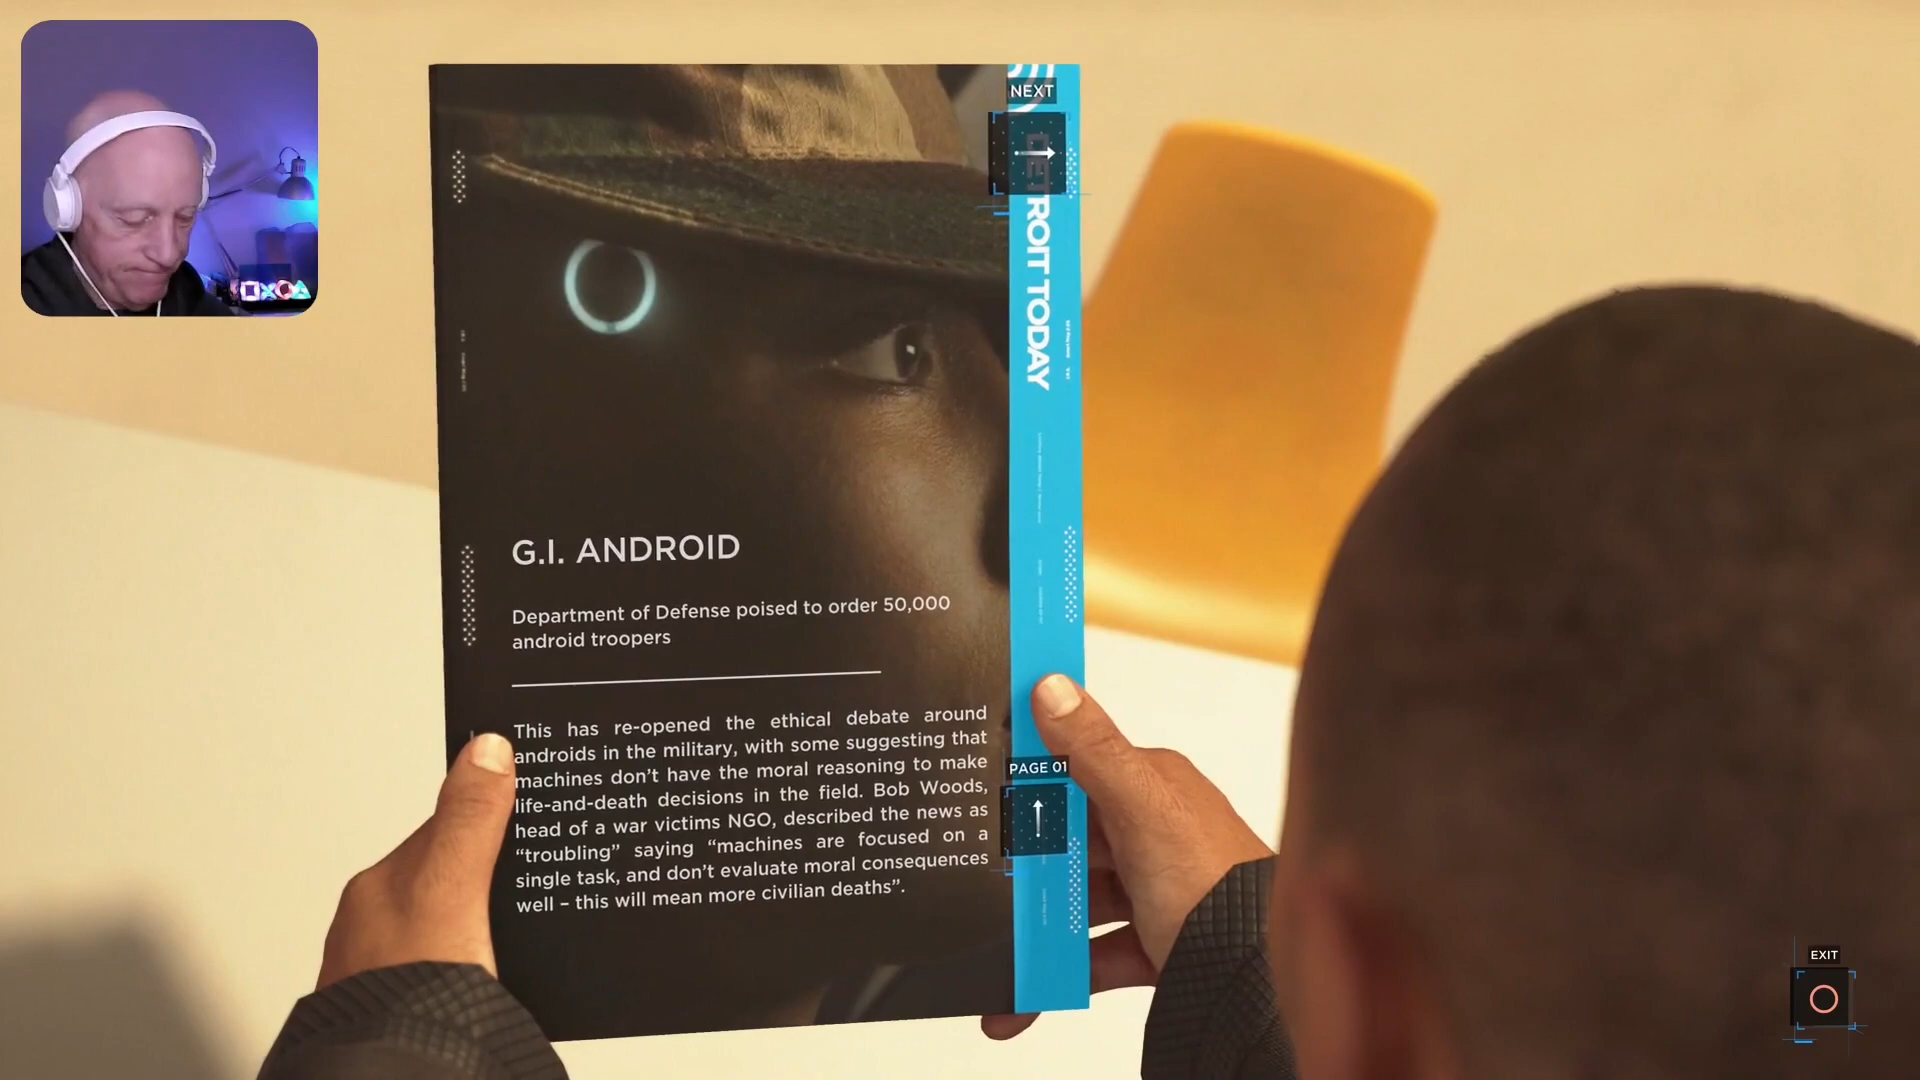 NEXT
DETROIT TODAY
G.I. ANDROID
Department of Defense poised to order 50,000
android troopers
This has re-opened the ethical debate around
androids in the military, with some suggesting that
machines don't have the moral reasoning to make
life-and-death decisions in the field. Bob Woods,
head of a war victims NGO, described the news as
“troubling” saying “machines are focused on a
single task, and don't evaluate moral consequences
well – this will mean more civilian deaths”.
PAGE 01
EXIT